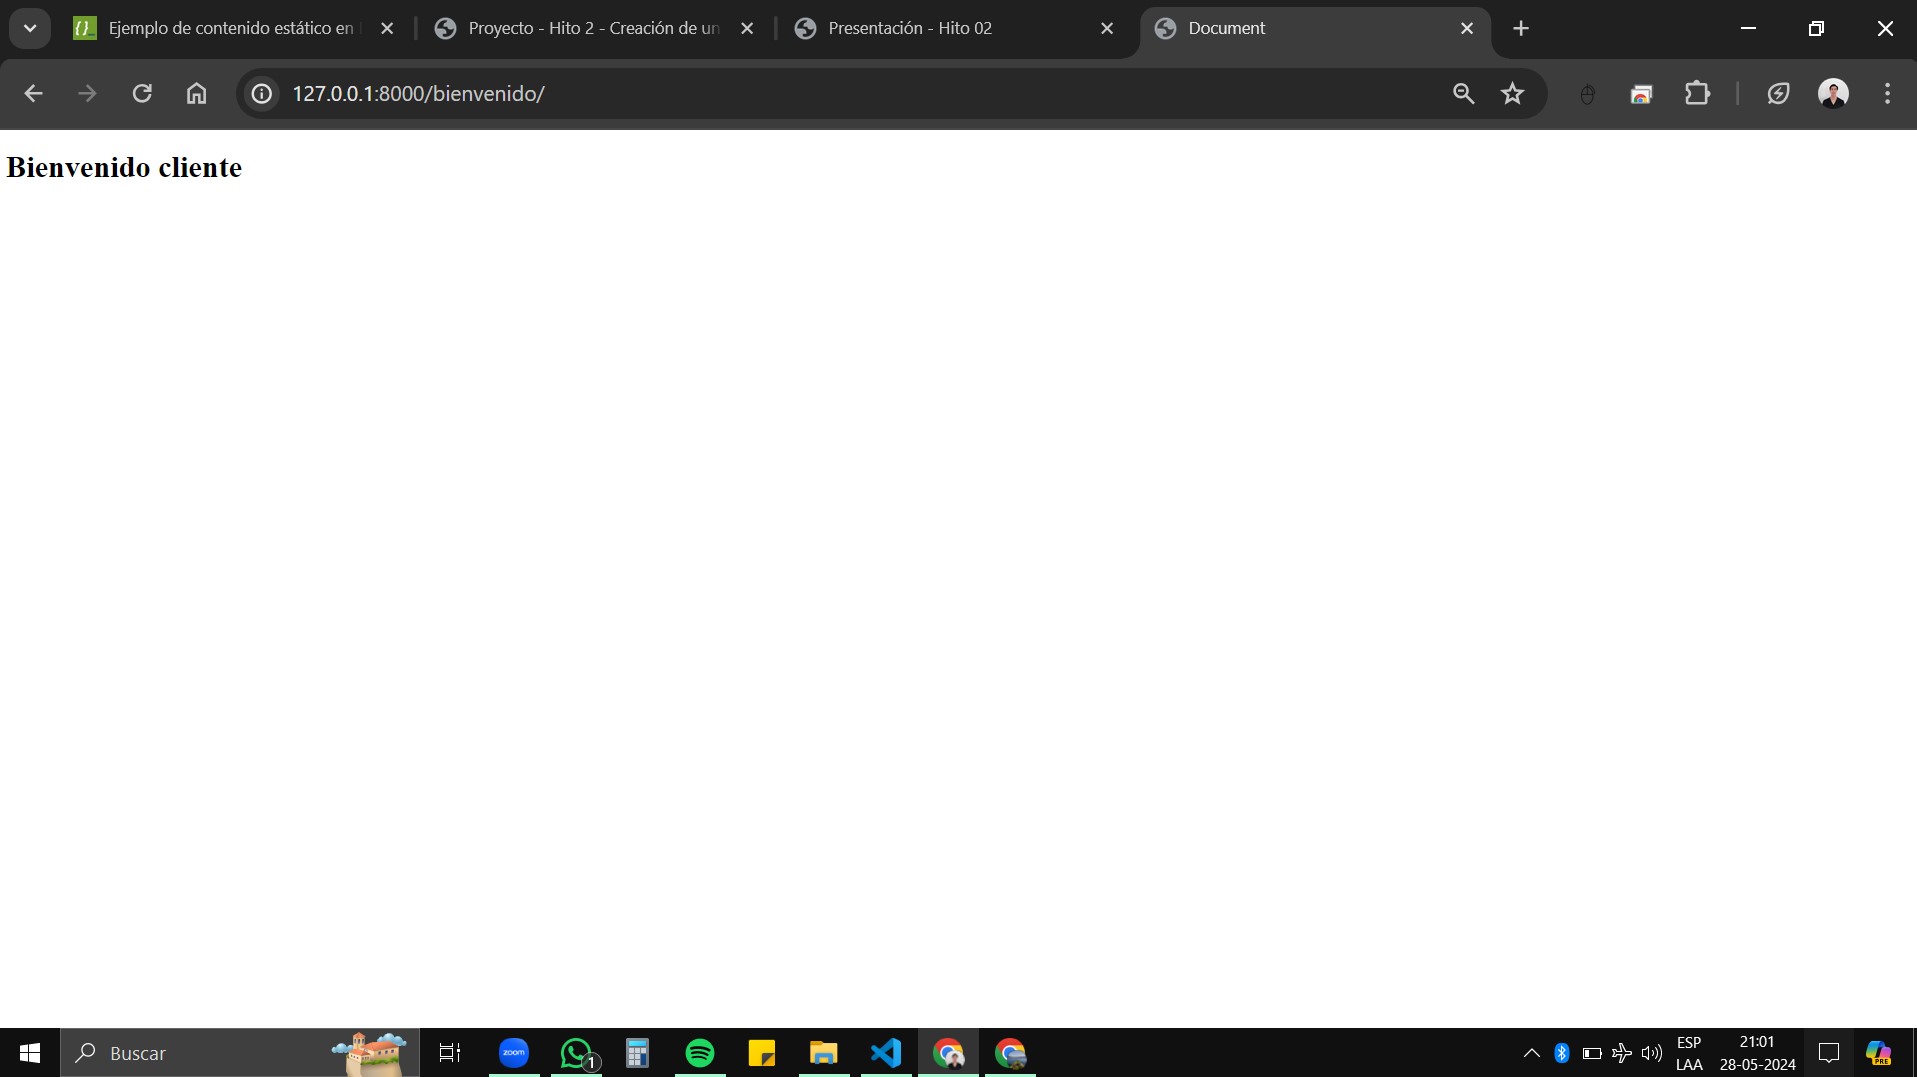 Ejemplo de contenido estático en
Proyecto - Hito 2 - Creación de un
Presentación - Hito 02
Document
127.0.0.1:8000/bienvenido/
Bienvenido cliente
Buscar
zoom
1
ESP
LAA
21:01
28-05-2024
PRE